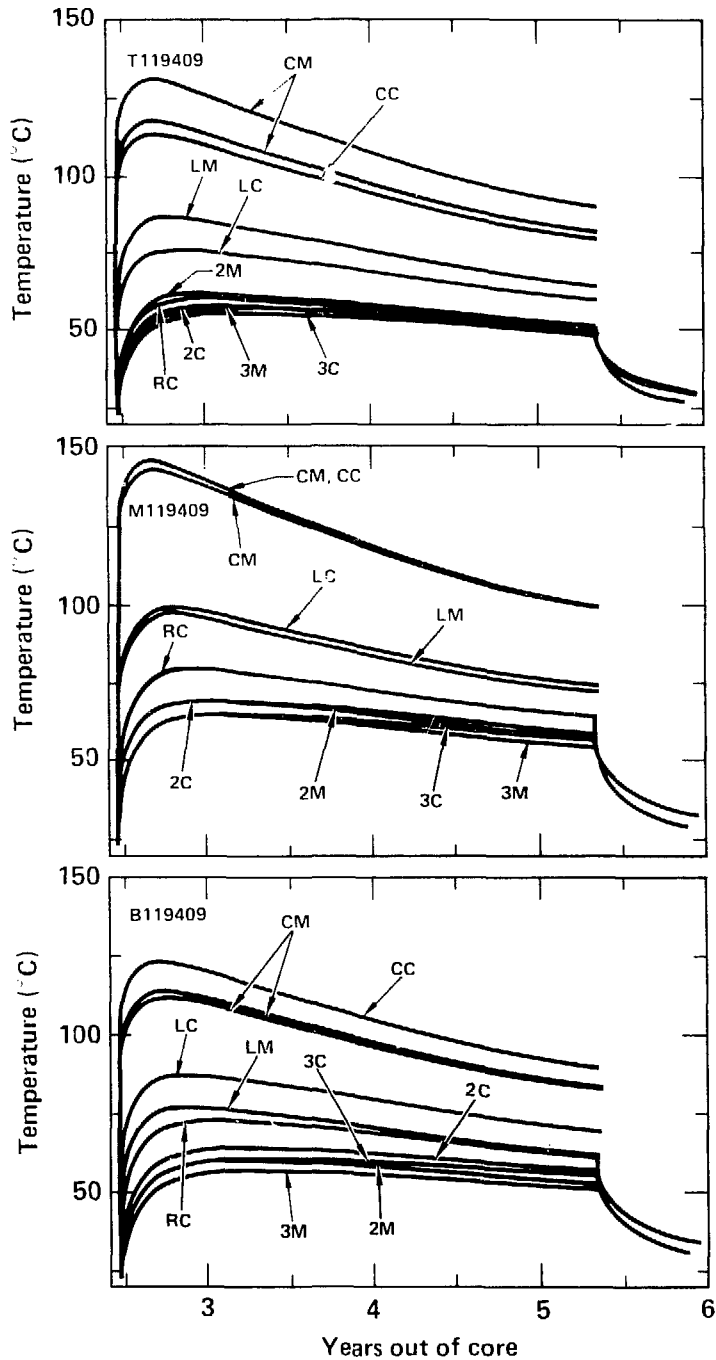 150
T119409
CM
CC
100
LM
LC
2M
50
RC
2C
3M
3C
Temperature (°C)
150
CM, CC
M119409
CM
100
LC
LM
RC
50
2C
2M
3C
3M
Temperature (°C)
150
B119409
CM
CC
100
LC
LM
3C
2C
50
RC
3M
2M
Temperature (°C)
3 4 5 6
Years out of core